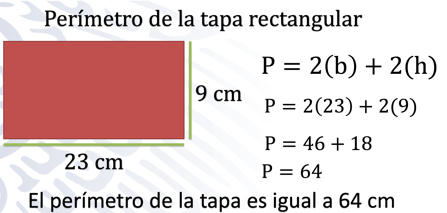 Perímetro de la tapa rectangular
P = 2(b) + 2(h)
9 cm
P = 2(23) + 2(9)
P = 46 + 18
23 cm
P = 64
El perímetro de la tapa es igual a 64 cm